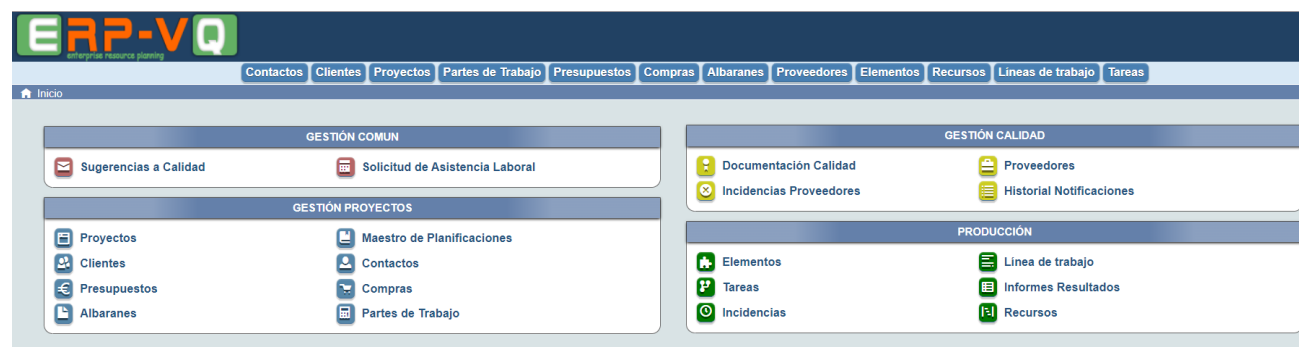 ERP-VQ
enterprise resource planning
Contactos Clientes Proyectos Partes de Trabajo Presupuestos Compras Albaranes Proveedores Elementos Recursos Lineas de trabajo Tareas
Inicio
GESTIÓN COMUN
Sugerencias a Calidad Solicitud de Asistencia Laboral
GESTIÓN PROYECTOS
Proyectos Maestro de Planificaciones
Clientes Contactos
Presupuestos Compras
Albaranes Partes de Trabajo
GESTIÓN CALIDAD
Documentación Calidad Proveedores
Incidencias Proveedores Historial Notificaciones
PRODUCCIÓN
Elementos Linea de trabajo
Tareas Informes Resultados
Incidencias Recursos